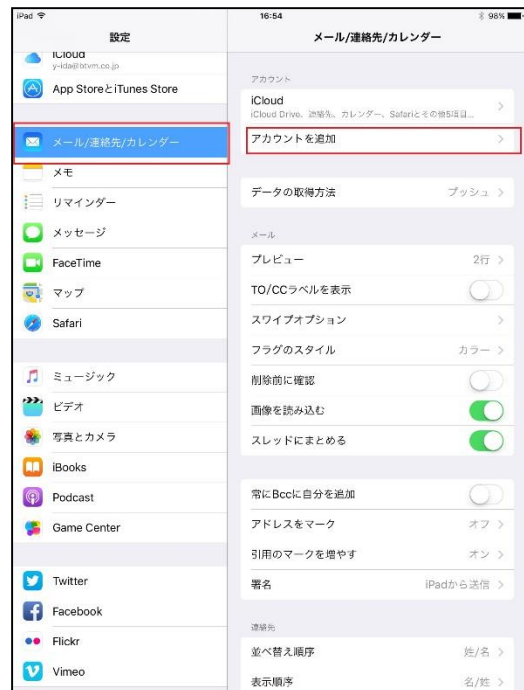 iPad
16:54
98%
設定
メール/連絡先/カレンダー
iCloud
y-ida@btvm.co.jp
App StoreとiTunes Store
メール/連絡先/カレンダー
メモ
リマインダー
メッセージ
FaceTime
マップ
Safari
ミュージック
ビデオ
写真とカメラ
iBooks
Podcast
Game Center
Twitter
Facebook
Flickr
Vimeo
アカウント
iCloud
iCloud Drive、連絡先、カレンダー、Safariとその他5項目...
アカウントを追加
データの取得方法 プッシュ
メール
プレビュー 2行
TO/CCラベルを表示
スワイプオプション
フラグのスタイル カラー
削除前に確認
画像を読み込む
スレッドにまとめる
常にBccに自分を追加
アドレスをマーク オフ
引用のマークを増やす オン
署名 iPadから送信
連絡先
並べ替え順序 姓/名
表示順序 名/姓